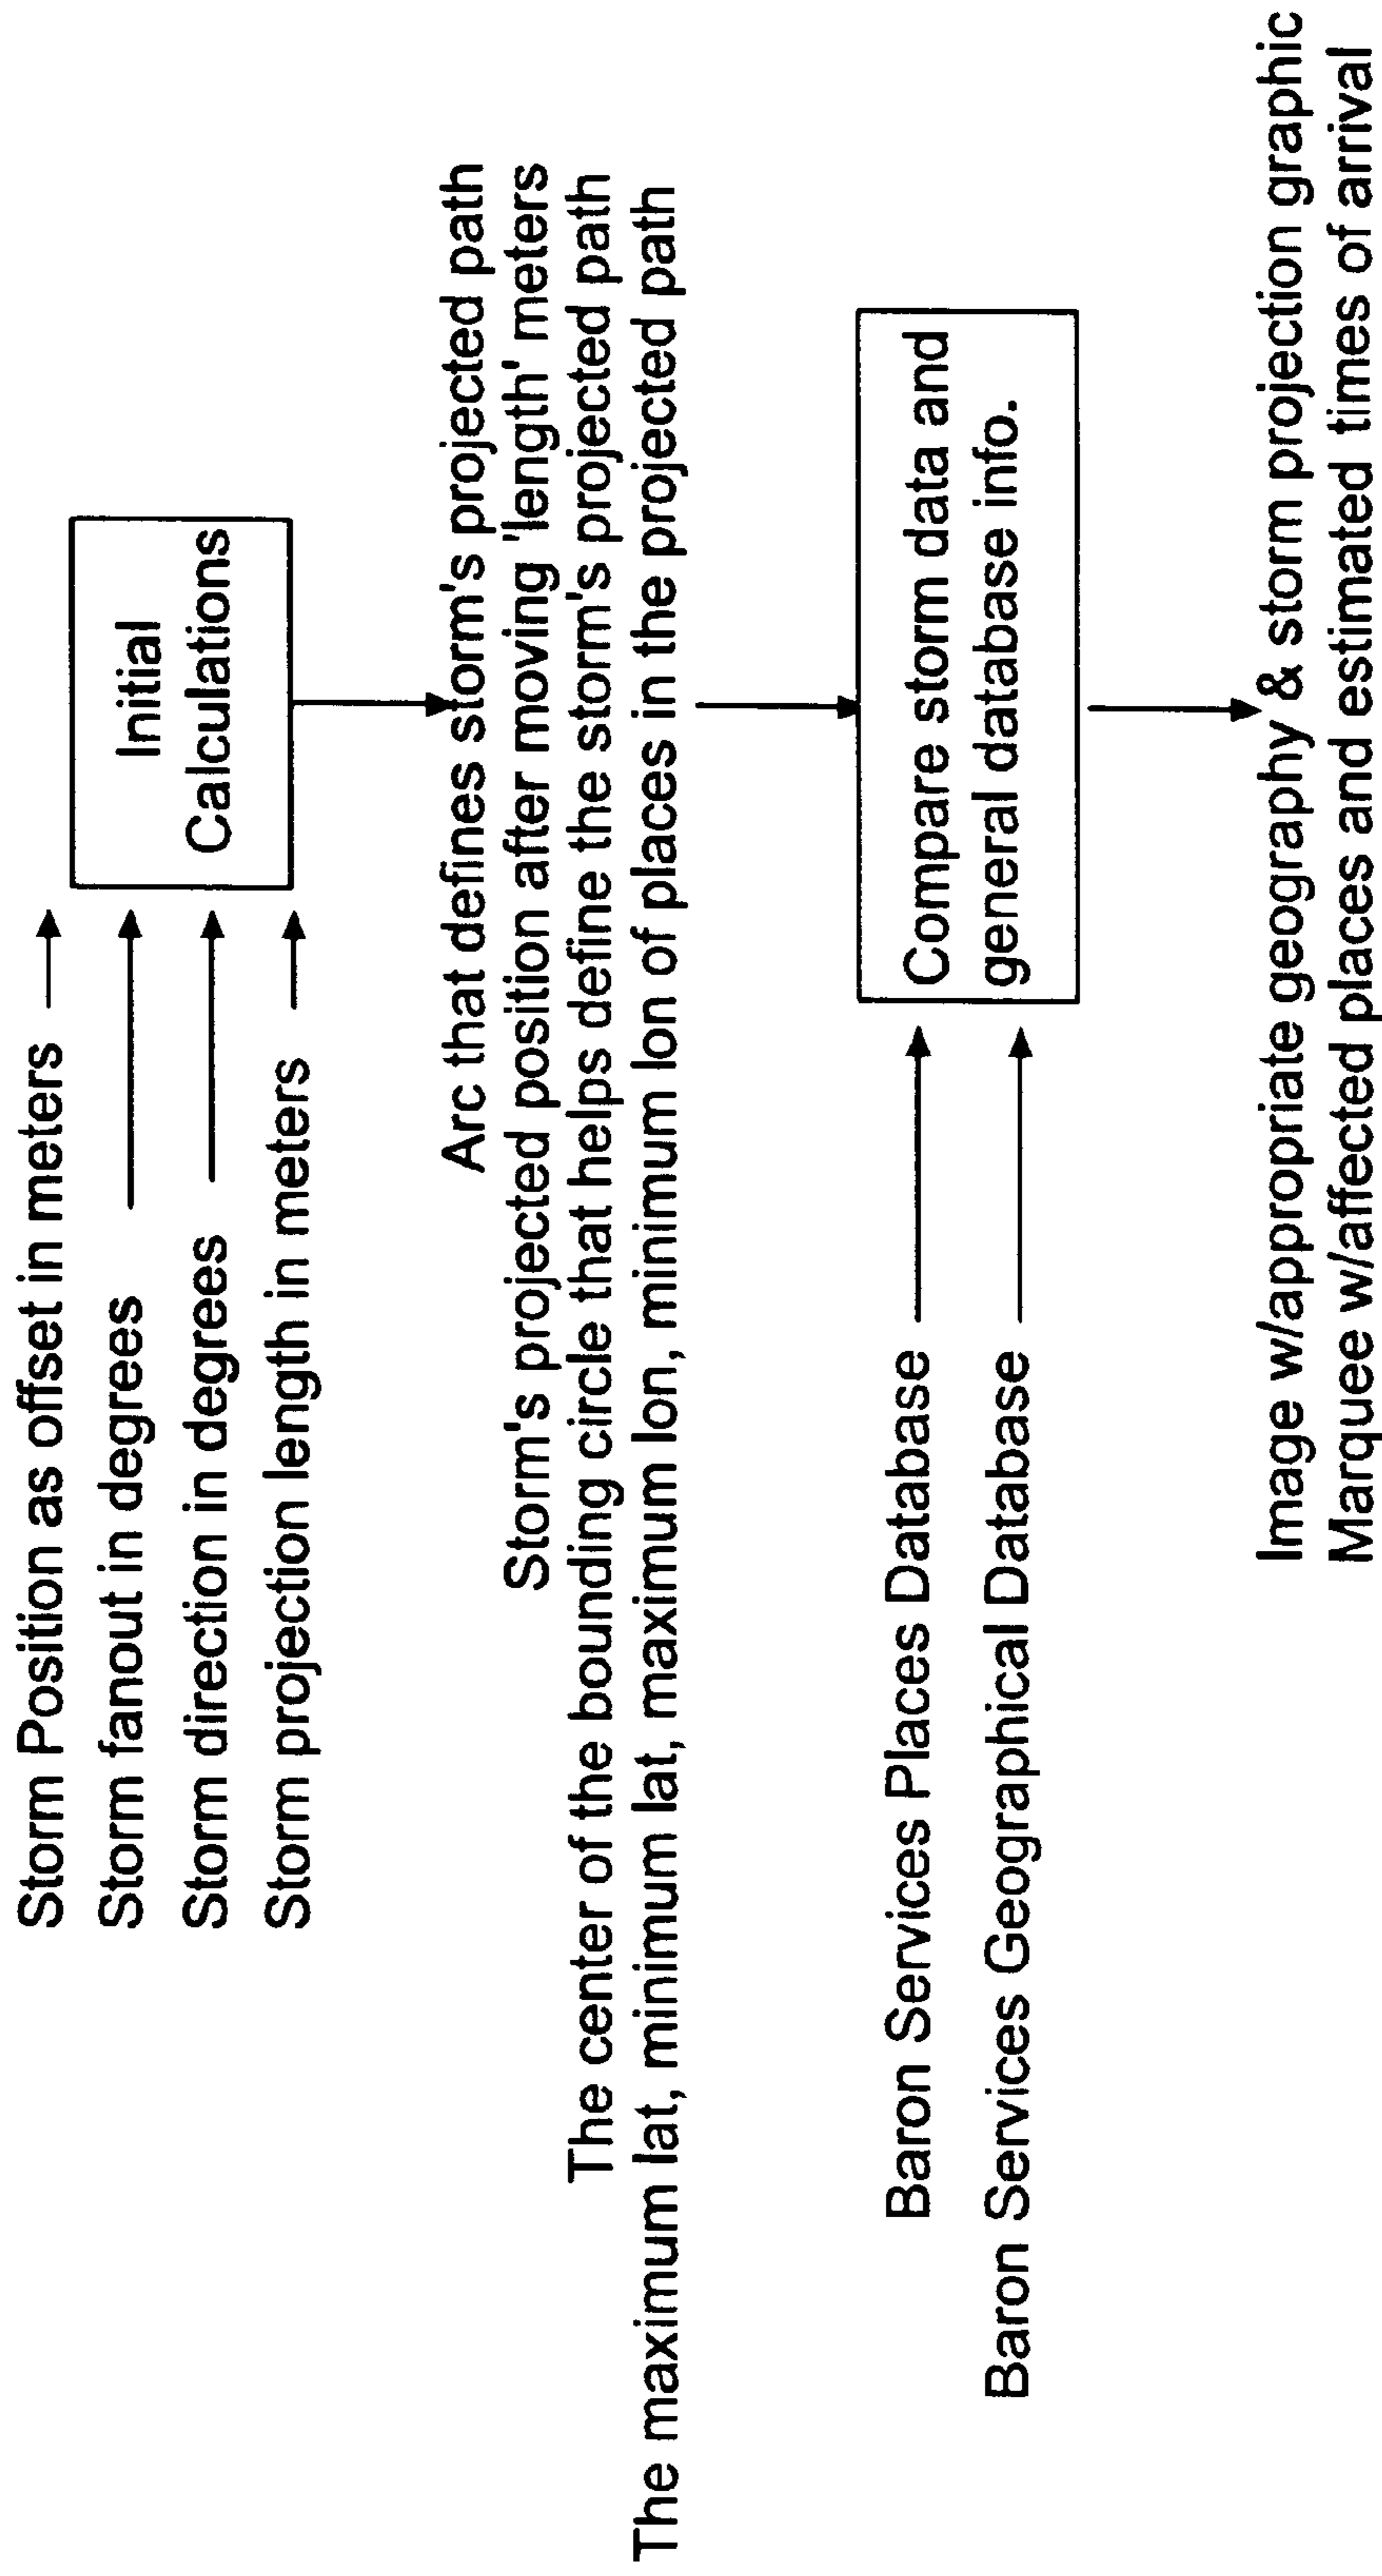 Storm Position as offset in meters
Storm fanout in degrees
Storm direction in degrees
Storm projection length in meters
Initial
Calculations
Arc that defines storm's projected path
Storm's projected position after moving 'length' meters
The center of the bounding circle that helps define the storm's projected path
The maximum lat, minimum lat, maximum lon, minimum lon of places in the projected path
Baron Services Places Database
Baron Services Geographical Database
Compare storm data and
general database info.
Image w/appropriate geography & storm projection graphic
Marquee w/affected places and estimated times of arrival